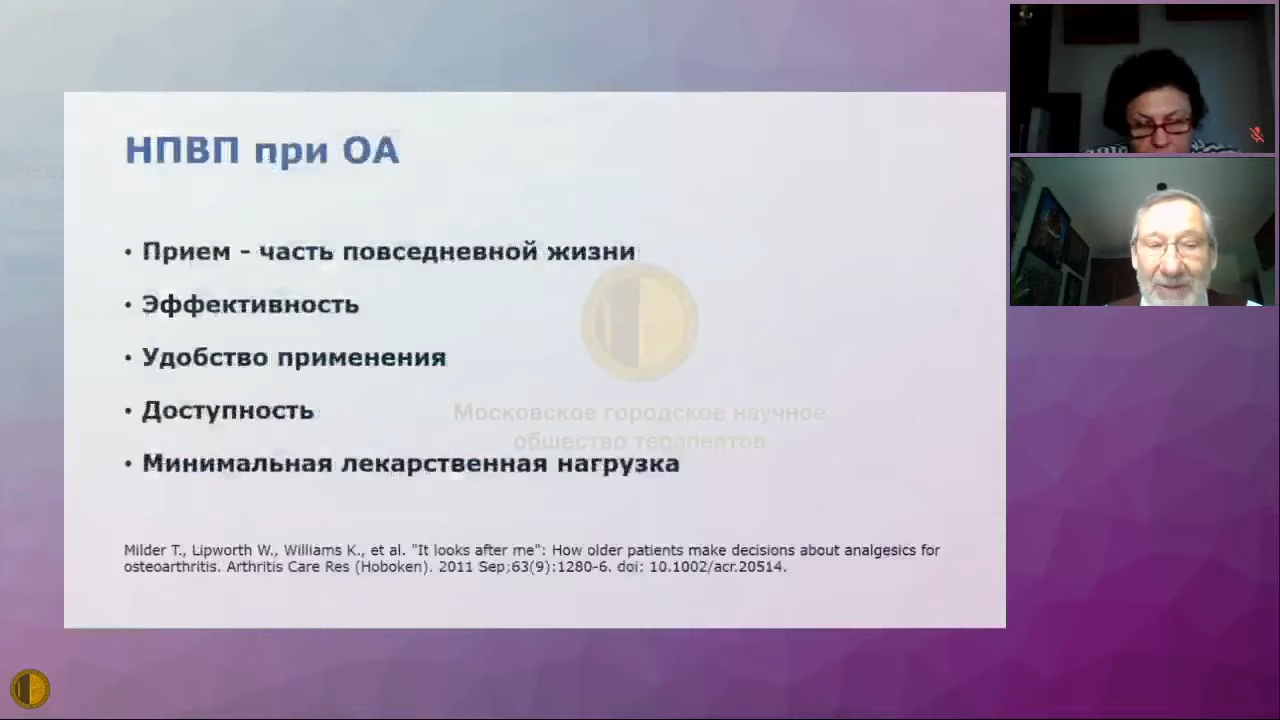 НПВП при ОА
• Прием - часть повседневной жизни
• Эффективность
• Удобство применения
• Доступность
• Минимальная лекарственная нагрузка
Московское городское научное
общество терапевтов
Milder T., Lipworth W., Williams K., et al. "It looks after me": How older patients make decisions about analgesics for
osteoarthritis. Arthritis Care Res (Hoboken). 2011 Sep;63(9):1280-6. doi: 10.1002/acr.20514.